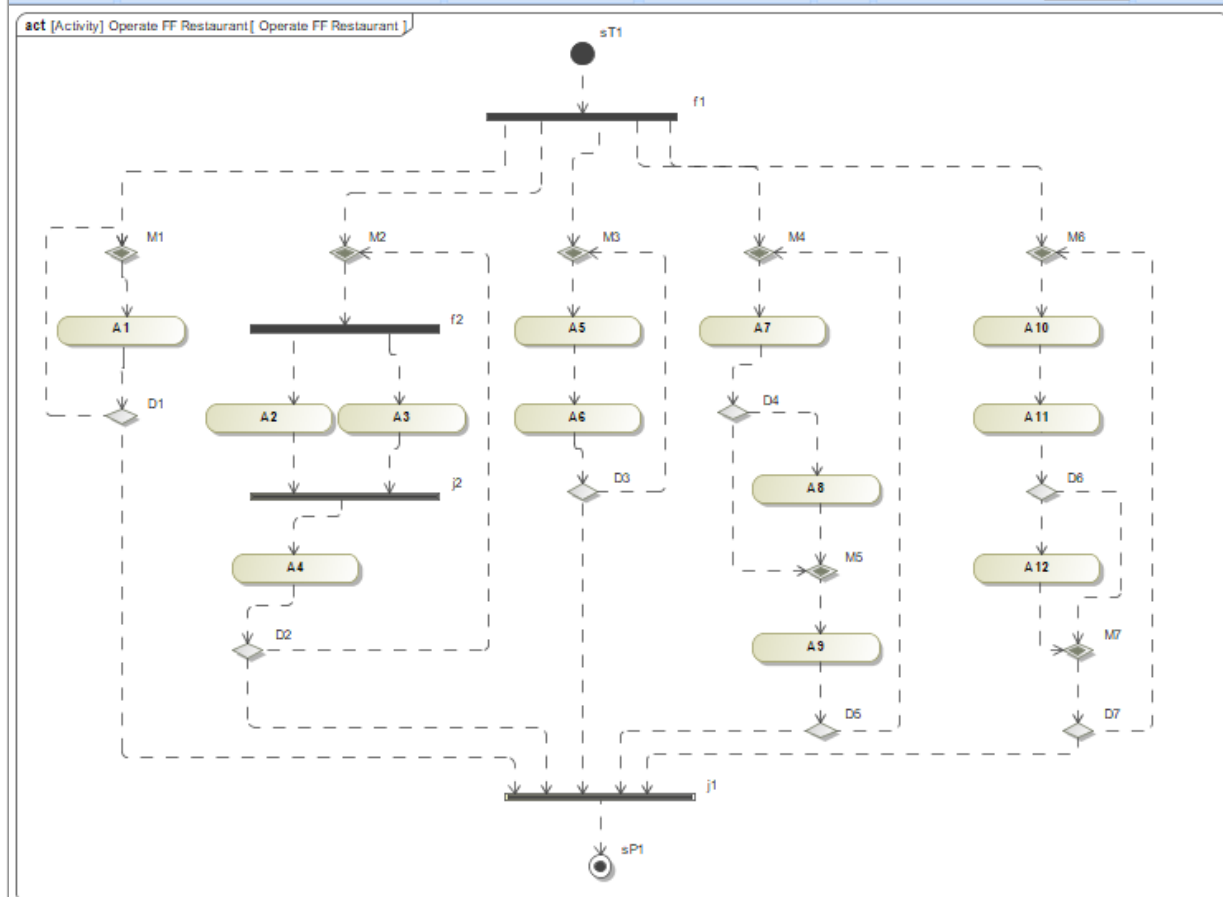 act [Activity] Operate FF Restaurant[ Operate FF Restaurant ]
sT1
f1
M1
M2
M3
M4
M6
A1
f2
A5
A7
A10
D1
A2
A3
A6
D4
A11
j2
D3
A8
D6
A4
M5
A12
D2
A9
M7
D5
D7
j1
sP1